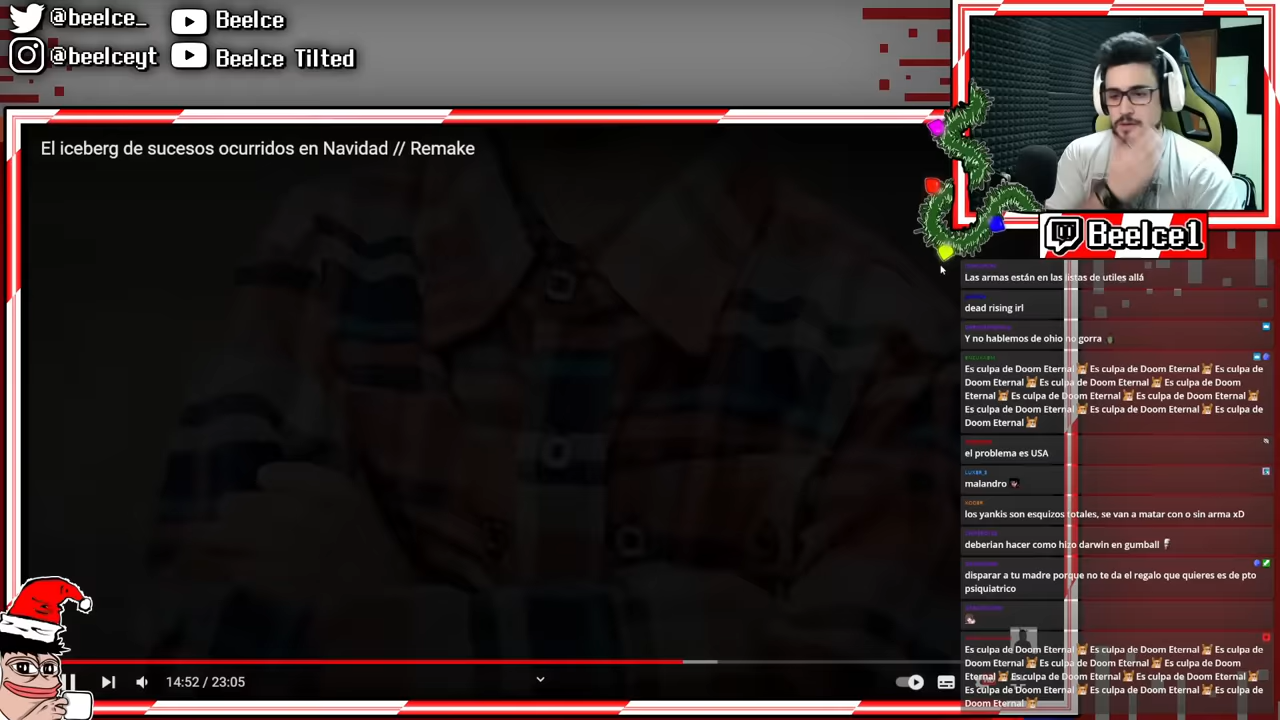 @beelce_
Beelce
@beelceyt
Beelce Tilted
El iceberg de sucesos ocurridos en Navidad // Remake
Beelce1
Las armas están en las listas de utiles allá
dead rising irl
Y no hablemos de ohio no gorra
Es culpa de Doom Eternal Es culpa de Doom Eternal Es culpa de
Doom Eternal Es culpa de Doom Eternal Es culpa de Doom
Eternal Es culpa de Doom Eternal Es culpa de Doom Eternal
Es culpa de Doom Eternal Es culpa de Doom Eternal Es culpa de
Doom Eternal
el problema es USA
LUXER_S
malandro
KODER
los yankis son esquizos totales, se van a matar con o sin arma xD
deberian hacer como hizo darwin en gumball
disparar a tu madre porque no te da el regalo que quieres es de pto
psiquiatrico
Es culpa de Doom Eternal Es culpa de Doom Eternal Es culpa de
Doom Eternal Es culpa de Doom Eternal Es culpa de Doom
Eternal Es culpa de Doom Eternal Es culpa de Doom Eternal
Es culpa de Doom Eternal Es culpa de Doom Eternal Es culpa de
Doom Eternal
14:52 / 23:05